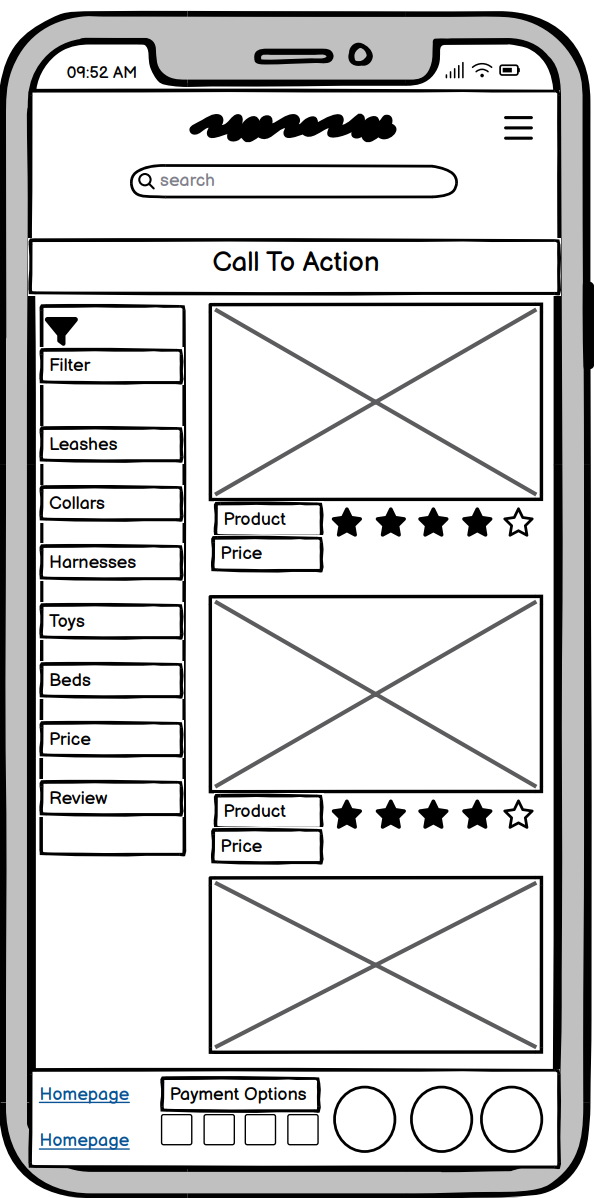 09:52 AM
search
Call To Action
Filter
Leashes
Collars
Harnesses
Toys
Beds
Price
Review
Product
Price
Product
Price
Homepage
Payment Options
Homepage